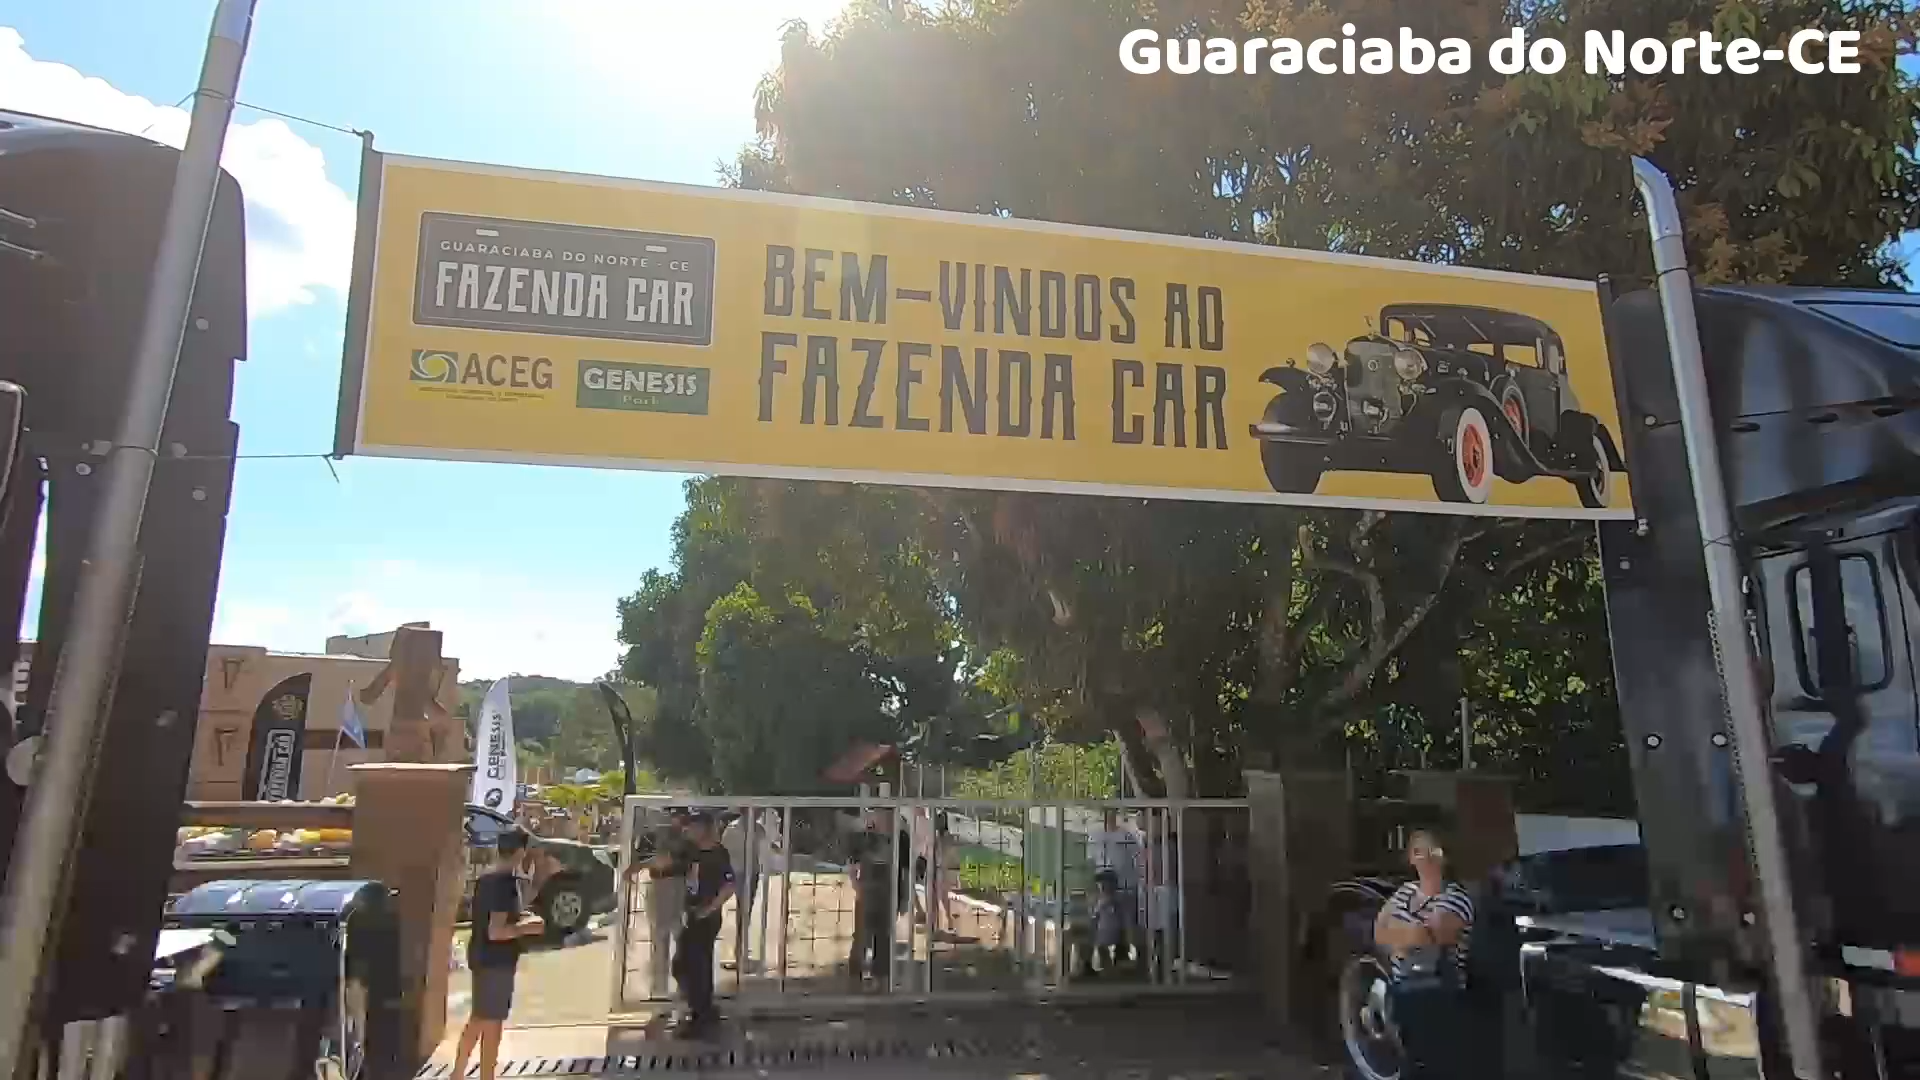 Guaraciaba do Norte-CE
GUARACIABA DO NORTE - CE
FAZENDA CAR
ACEG
GENESIS
Park
BEM-VINDOS AO
FAZENDA CAR
GENESIS